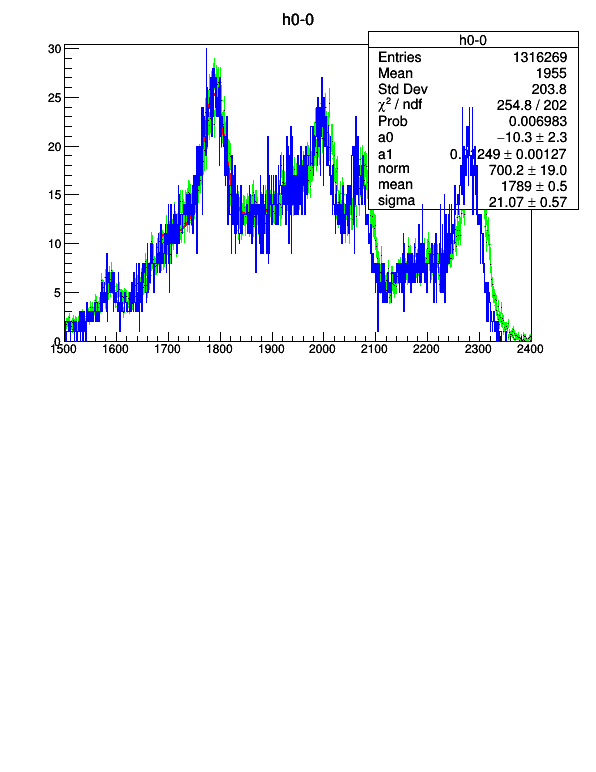 h0-0
h0-0
Entries 1316269
Mean 1955
Std Dev 203.8
χ² / ndf 254.8 / 202
Prob 0.006983
a0 −10.3 ± 2.3
a1 249 ± 0.00127
norm 700.2 ± 19.0
mean 1789 ± 0.5
sigma 21.07 ± 0.57
30
25
20
15
10
5
0
1500 1600 1700 1800 1900 2000 2100 2200 2300 2400